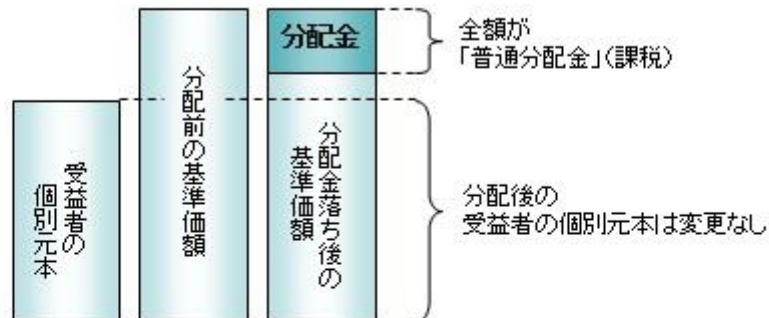 受益者の
個別元本
分配前の基準価額
分配金
分配金落ち後の
基準価額
全額が
「普通分配金」(課税)
分配後の
受益者の個別元本は変更なし